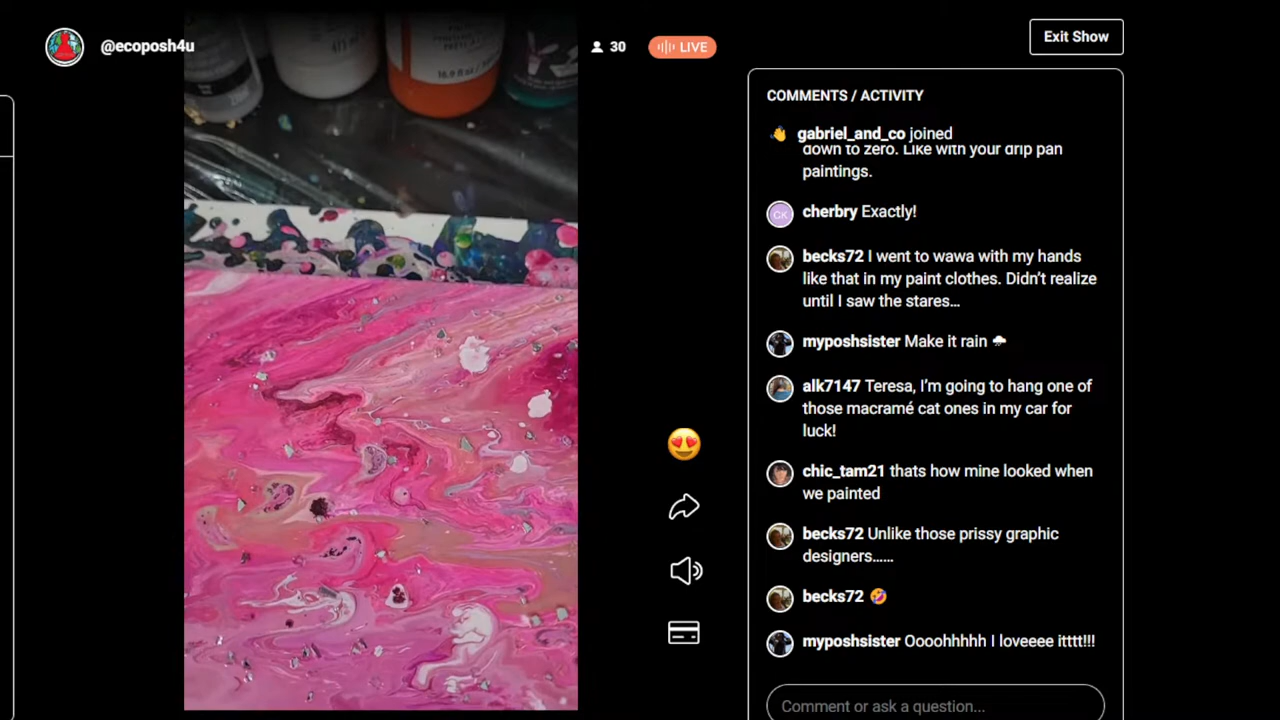 @ecoposh4u
30
LIVE
Exit Show
COMMENTS / ACTIVITY
👋 gabriel_and_co joined
down to zero. Like with your drip pan
paintings.
CK
cherbry Exactly!
becks72 I went to wawa with my hands
like that in my paint clothes. Didn’t realize
until I saw the stares…
myposhsister Make it rain 🌧
alk7147 Teresa, I’m going to hang one of
those macramé cat ones in my car for
luck!
chic_tam21 thats how mine looked when
we painted
becks72 Unlike those prissy graphic
designers……
becks72 🤣
myposhsister Ooohhhhh I loveeee itttt!!!
Comment or ask a question...